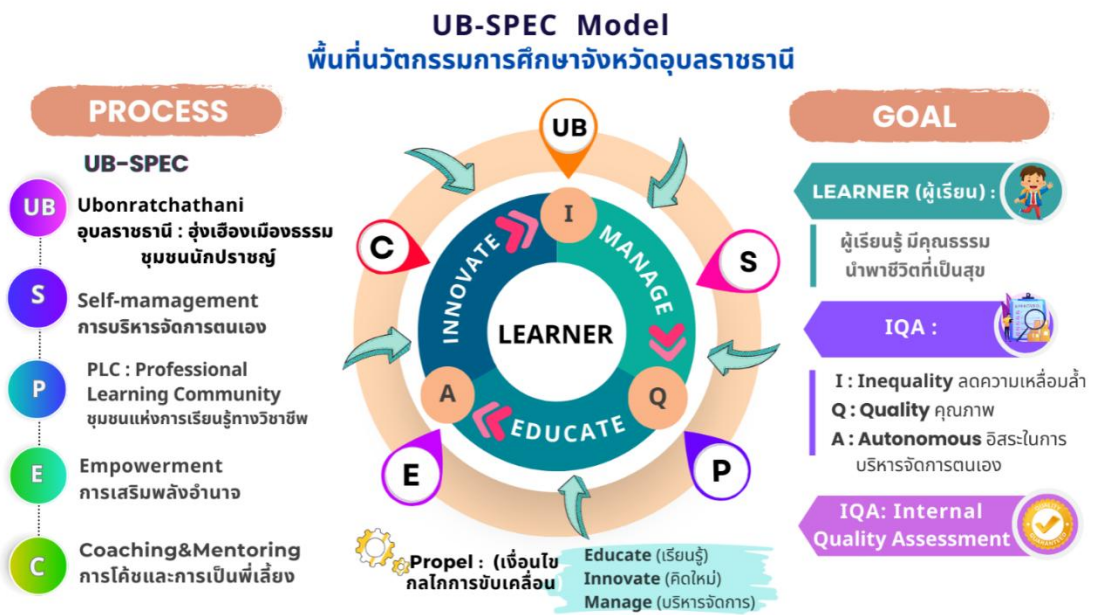 UB-SPEC Model
พื้นที่นวัตกรรมการศึกษาจังหวัดอุบลราชธานี
PROCESS
UB-SPEC
UB
Ubonratchathani
อุบลราชธานี : ฮุ่งเฮืองเมืองธรรม
ชุมชนนักปราชญ์
S
Self-mamagement
การบริหารจัดการตนเอง
P
PLC : Professional
Learning Community
ชุมชนแห่งการเรียนรู้ทางวิชาชีพ
E
Empowerment
การเสริมพลังอำนาจ
C
Coaching&Mentoring
การโค้ชและการเป็นพี่เลี้ยง
UB
C
S
E
P
I
INNOVATE
MANAGE
LEARNER
A
Q
EDUCATE
Propel : (เงื่อนไข
กลไกการขับเคลื่อน
Educate (เรียนรู้)
Innovate (คิดใหม่)
Manage (บริหารจัดการ)
GOAL
LEARNER (ผู้เรียน) :
ผู้เรียนรู้ มีคุณธรรม
นำพาชีวิตที่เป็นสุข
IQA :
I : Inequality ลดความเหลื่อมล้ำ
Q : Quality คุณภาพ
A : Autonomous อิสระในการ
บริหารจัดการตนเอง
IQA: Internal
Quality Assessment